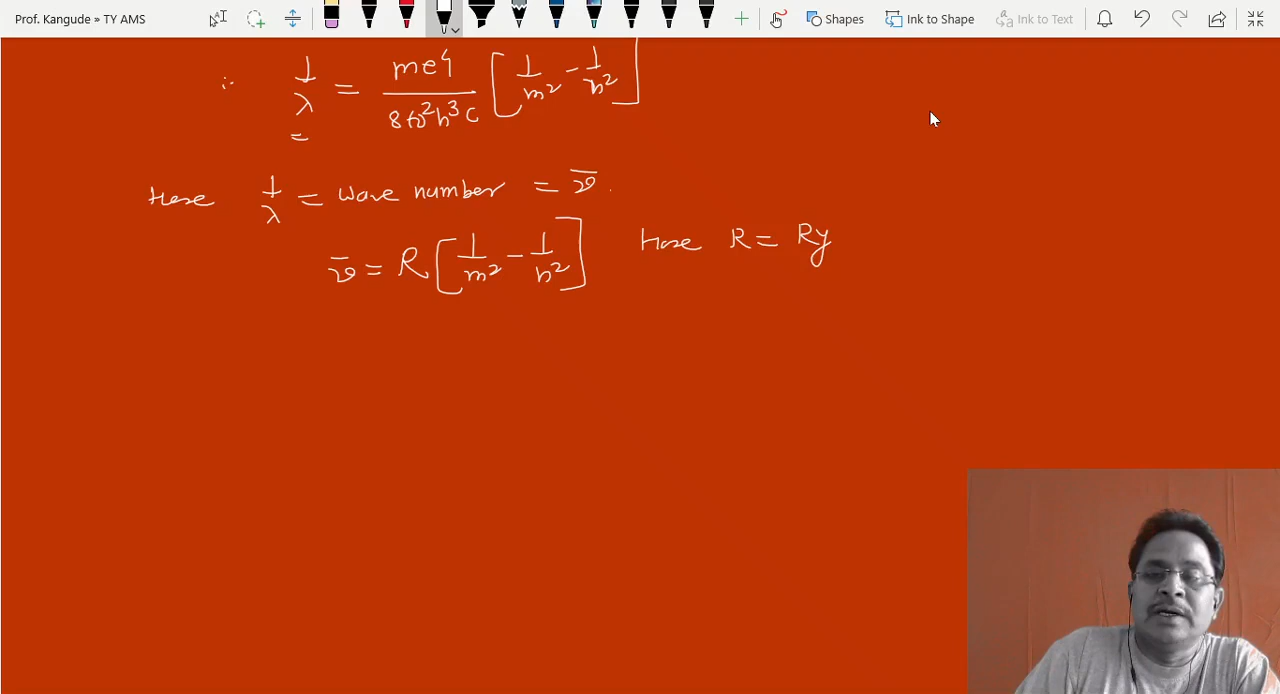 Prof. Kangude » TY AMS Shapes Ink to Shape Ink to Text
∴ 1/λ = me4/8ε0²h³c [1/m² - 1/n²]
=
Here 1/λ = wave number = ν̅.
ν̅ = R [1/m² - 1/n²] Here R = Ry